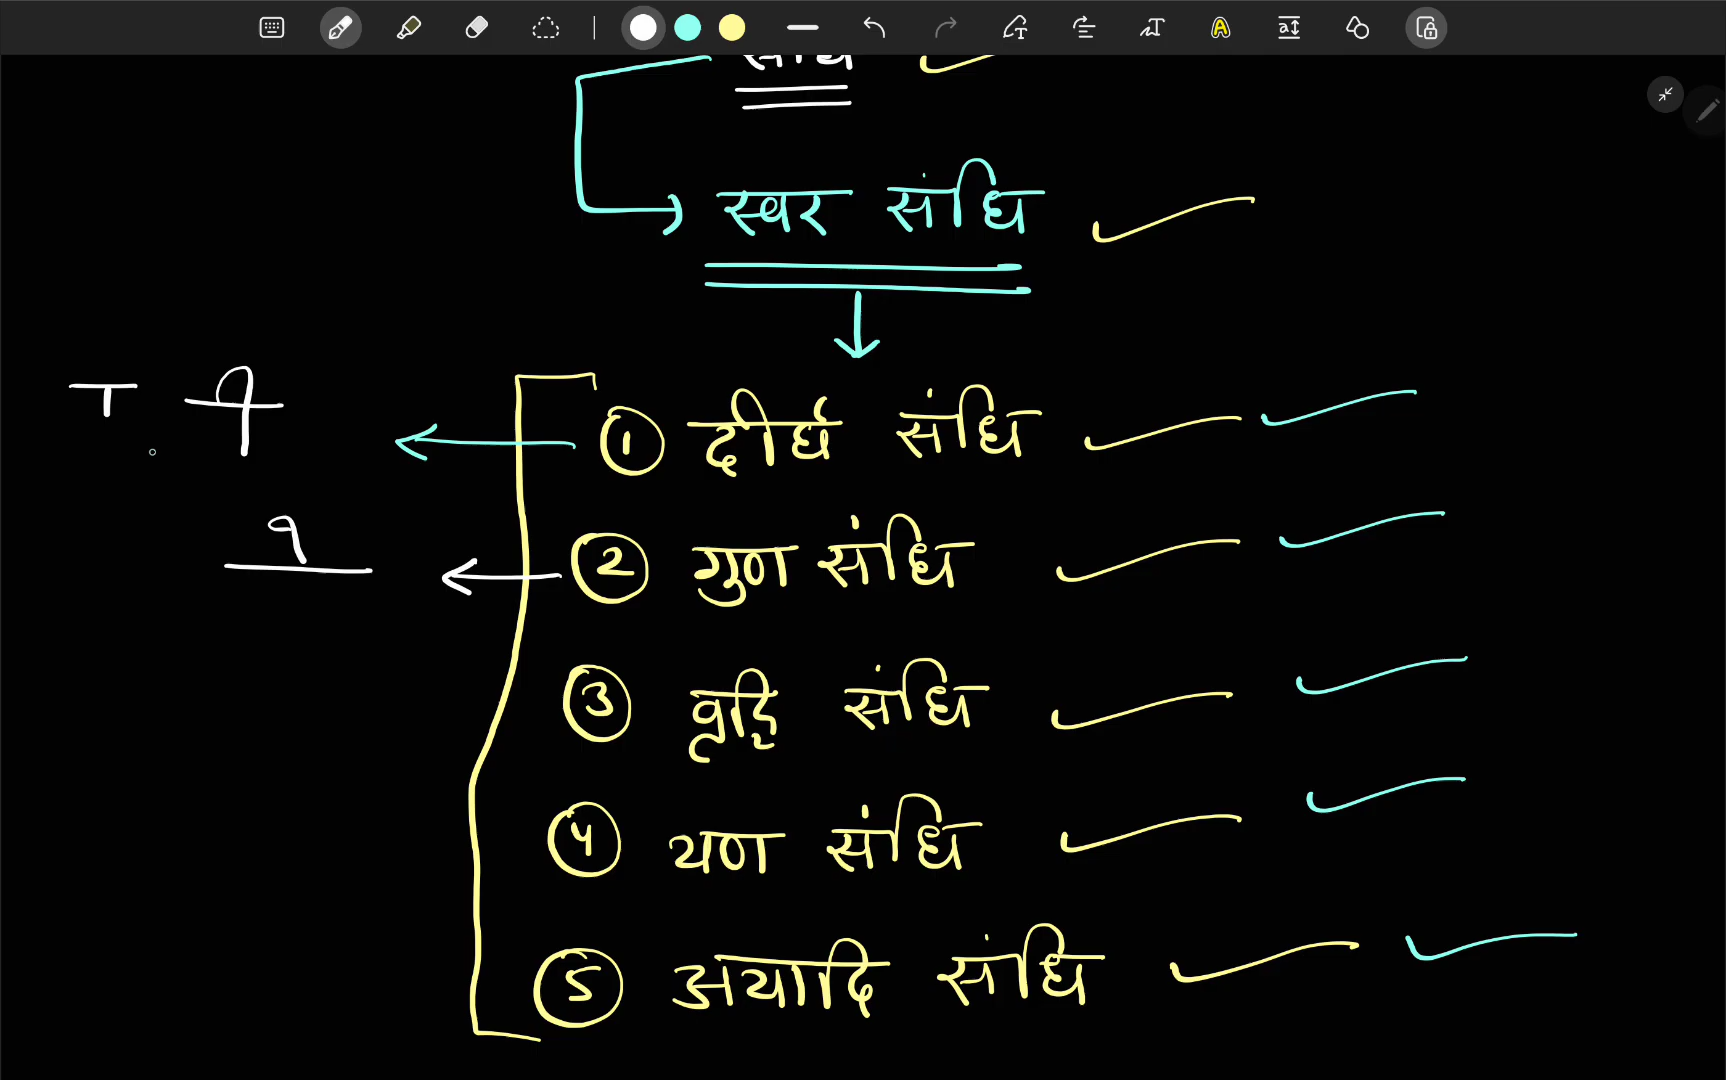 संधि
स्वर संधि
ा ी
① दीर्घ संधि
े
② गुण संधि
③ वृद्धि संधि
④ यण संधि
⑤ अयादि संधि